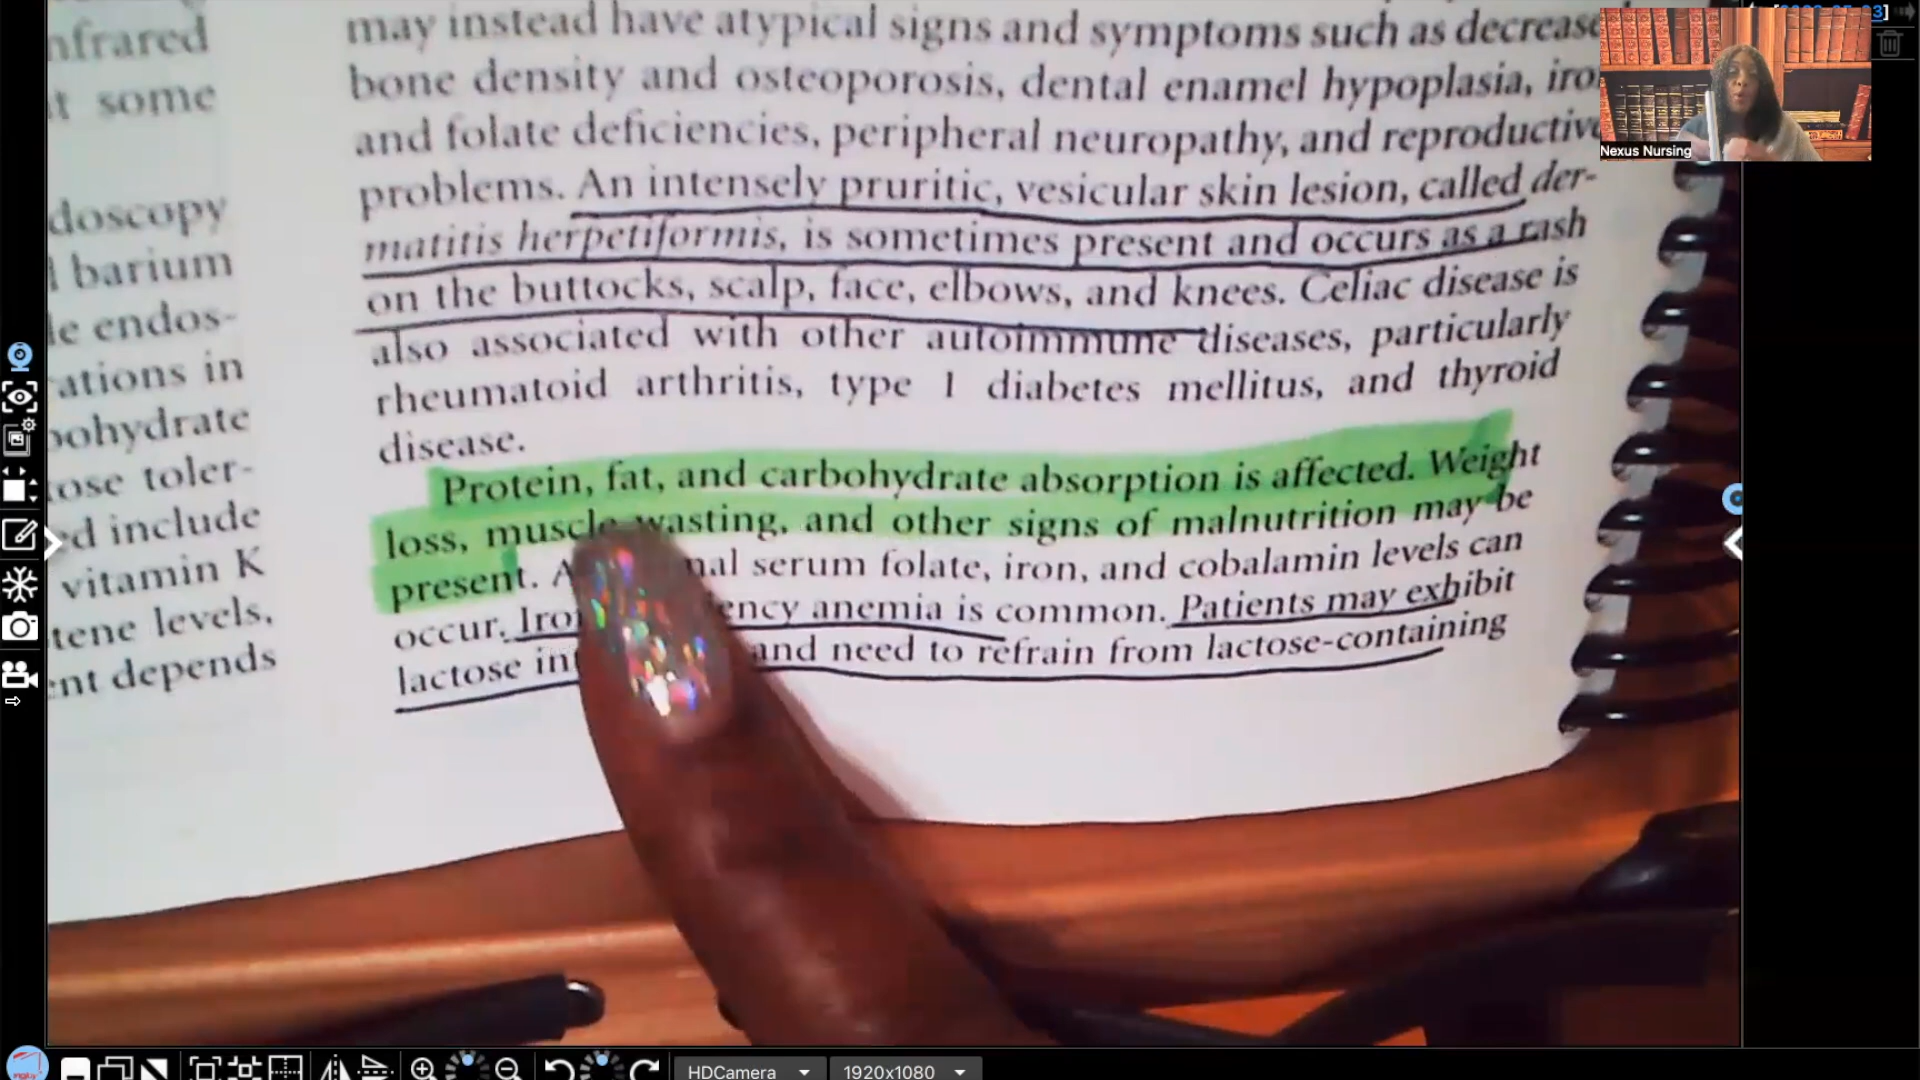 nfrared
t some
doscopy
l barium
le endos-
ations in
bohydrate
ose toler-
d include
vitamin K
tene levels,
nt depends
may instead have atypical signs and symptoms such as decrease
bone density and osteoporosis, dental enamel hypoplasia, iro
and folate deficiencies, peripheral neuropathy, and reproductive
problems. An intensely pruritic, vesicular skin lesion, called der-
matitis herpetiformis, is sometimes present and occurs as a rash
on the buttocks, scalp, face, elbows, and knees. Celiac disease is
also associated with other autoimmune diseases, particularly
rheumatoid arthritis, type 1 diabetes mellitus, and thyroid
disease.
Protein, fat, and carbohydrate absorption is affected. Weight
loss, muscle wasting, and other signs of malnutrition may be
present. A nal serum folate, iron, and cobalamin levels can
occur. Iro ency anemia is common. Patients may exhibit
lactose int and need to refrain from lactose-containing
Nexus Nursing
HDCamera
1920x1080